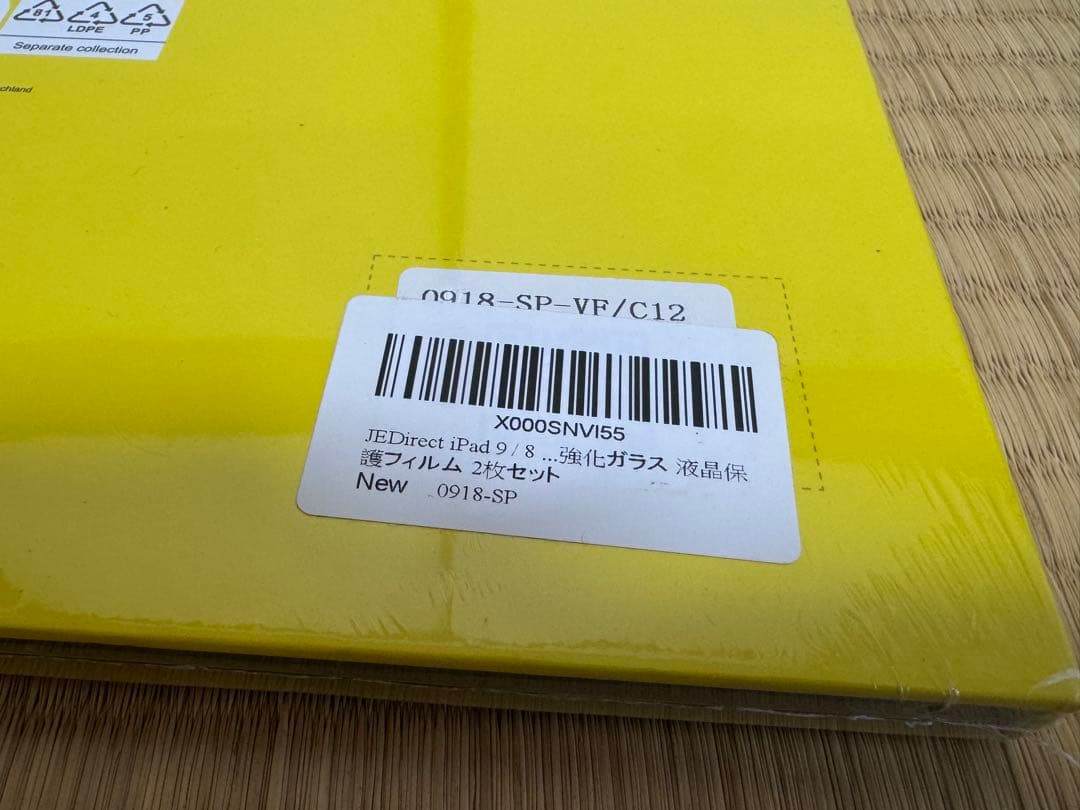 81 4 5
LDPE PP
Separate collection
chland
0918-SP-VF/C12
X000SNVI55
JEDirect iPad 9 / 8 ...強化ガラス 液晶保
護フィルム 2枚セット
New 0918-SP